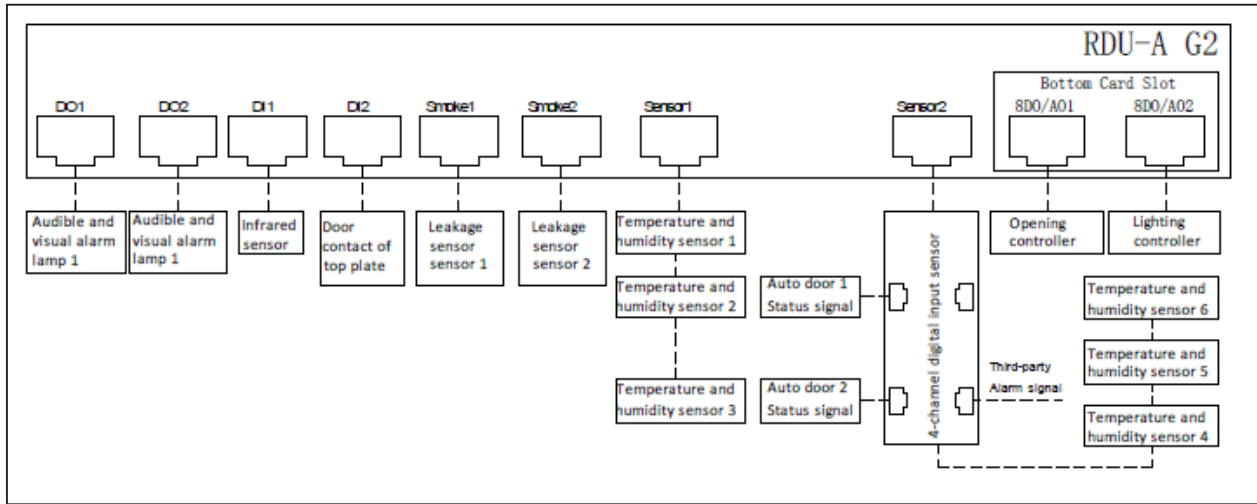 RDU-A G2
Bottom Card Slot
DO1
DO2
DI1
DI2
Smoke1
Smoke2
Sensor1
Sensor2
8DO/AO1
8DO/AO2
Audible and
visual alarm
lamp 1
Audible and
visual alarm
lamp 1
Infrared
sensor
Door
contact of
top plate
Leakage
sensor
sensor 1
Leakage
sensor
sensor 2
Temperature and
humidity sensor 1
Temperature and
humidity sensor 2
Temperature and
humidity sensor 3
Auto door 1
Status signal
Auto door 2
Status signal
4-channel digital input sensor
Third-party
Alarm signal
Opening
controller
Lighting
controller
Temperature and
humidity sensor 6
Temperature and
humidity sensor 5
Temperature and
humidity sensor 4